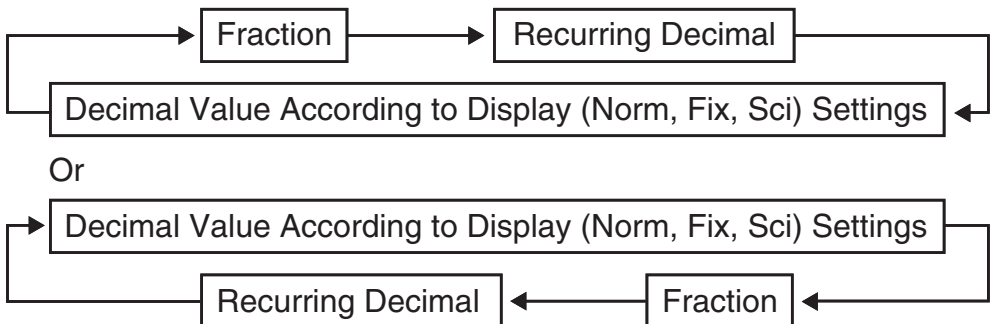 Fraction Recurring Decimal
Decimal Value According to Display (Norm, Fix, Sci) Settings
Or
Decimal Value According to Display (Norm, Fix, Sci) Settings
Recurring Decimal Fraction